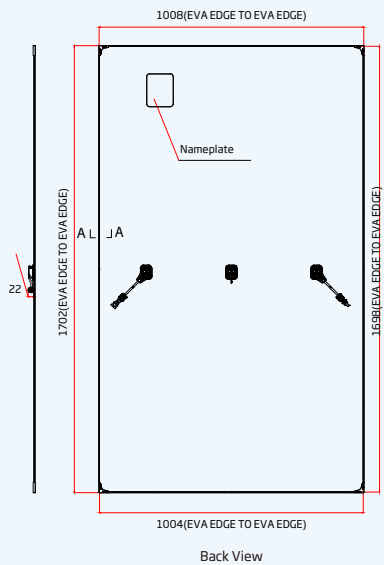 1008(EVA EDGE TO EVA EDGE)
Nameplate
A A
1702(EVA EDGE TO EVA EDGE)
1698(EVA EDGE TO EVA EDGE)
22
1004(EVA EDGE TO EVA EDGE)
Back View